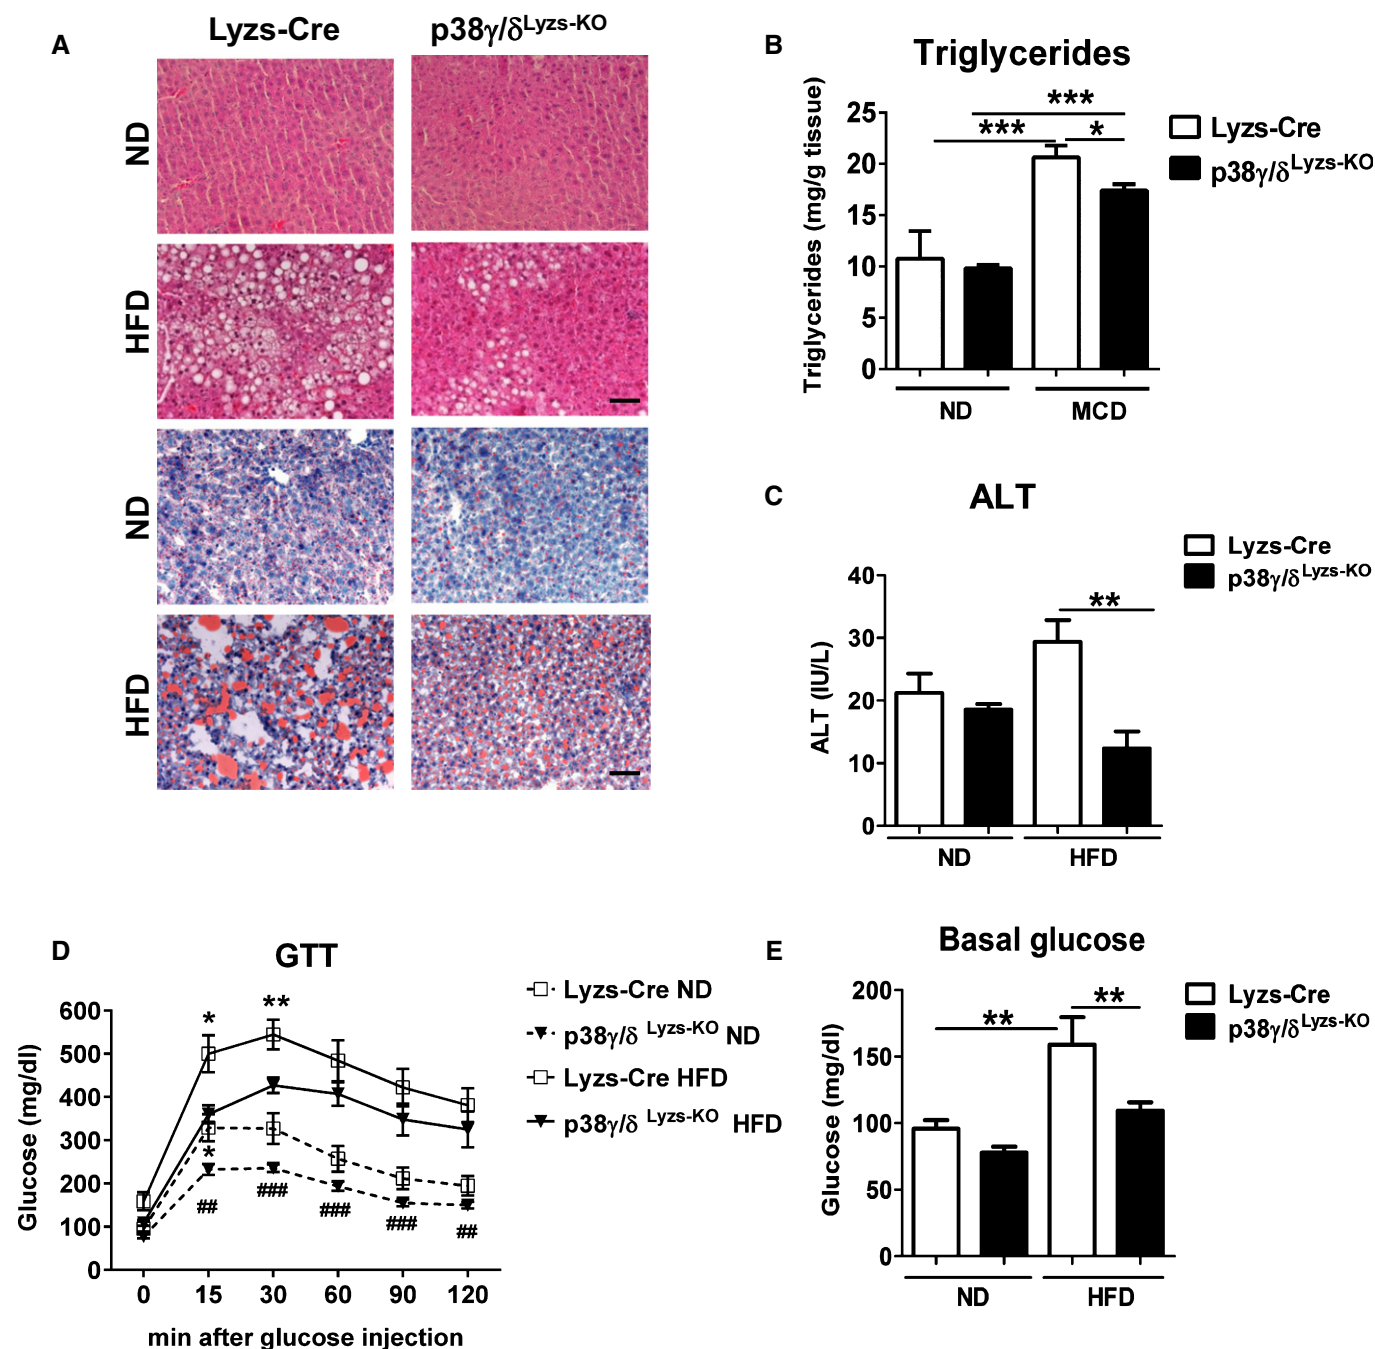 A
Lyzs-Cre
p38γ/δLyzs-KO
ND
HFD
ND
HFD
B
Triglycerides
Triglycerides (mg/g tissue)
25
20
15
10
5
0
***
***
*
ND
MCD
Lyzs-Cre
p38γ/δLyzs-KO
C
ALT
ALT (IU/L)
40
30
20
10
0
**
ND
HFD
Lyzs-Cre
p38γ/δLyzs-KO
D
GTT
Glucose (mg/dl)
600
500
400
300
200
100
0
*
**
*
##
###
###
###
##
0 15 30 60 90 120
min after glucose injection
Lyzs-Cre ND
p38γ/δ Lyzs-KO ND
Lyzs-Cre HFD
p38γ/δ Lyzs-KO HFD
E
Basal glucose
Glucose (mg/dl)
200
150
100
50
0
**
**
ND
HFD
Lyzs-Cre
p38γ/δLyzs-KO